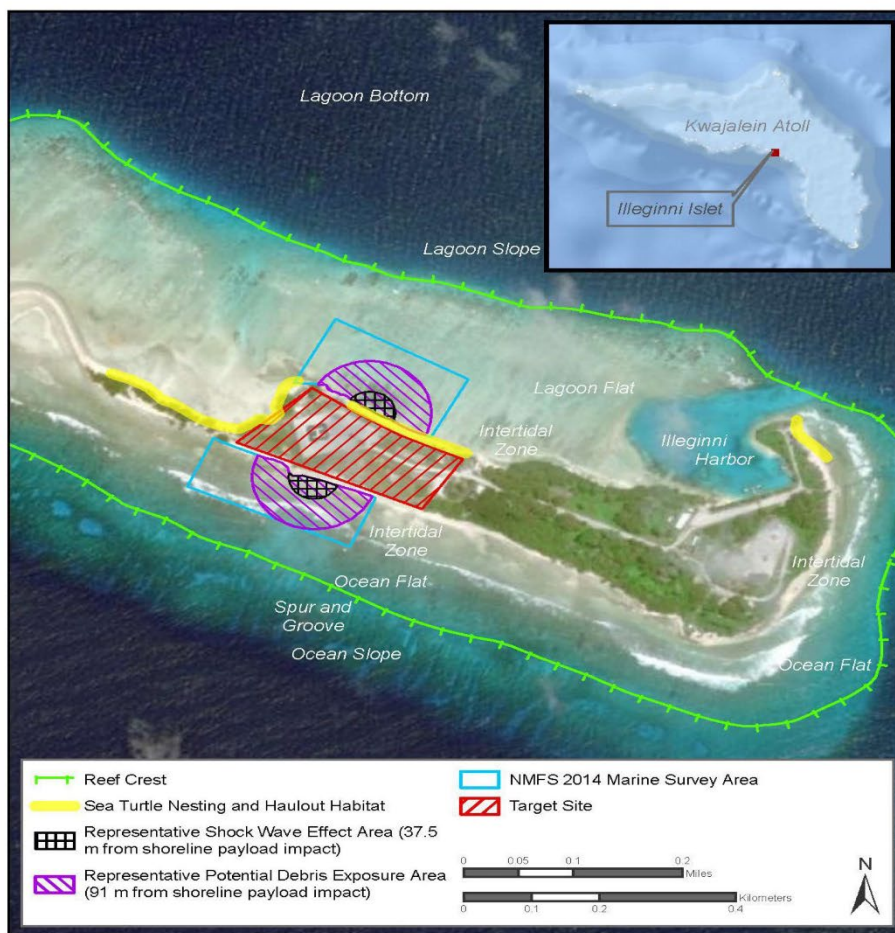 Lagoon Bottom
Kwajalein Atoll
Illeginni Islet
Lagoon Slope
Lagoon Flat
Intertidal
Zone
Illeginni
Harbor
Intertidal
Zone
Ocean Flat
Spur and
Groove
Ocean Slope
Intertidal
Zone
Ocean Flat
Reef Crest
Sea Turtle Nesting and Haulout Habitat
Representative Shock Wave Effect Area (37.5
m from shoreline payload impact)
Representative Potential Debris Exposure Area
(91 m from shoreline payload impact)
NMFS 2014 Marine Survey Area
Target Site
0 0.05 0.1 0.2
Miles
Kilometers
0 0.1 0.2 0.4
N